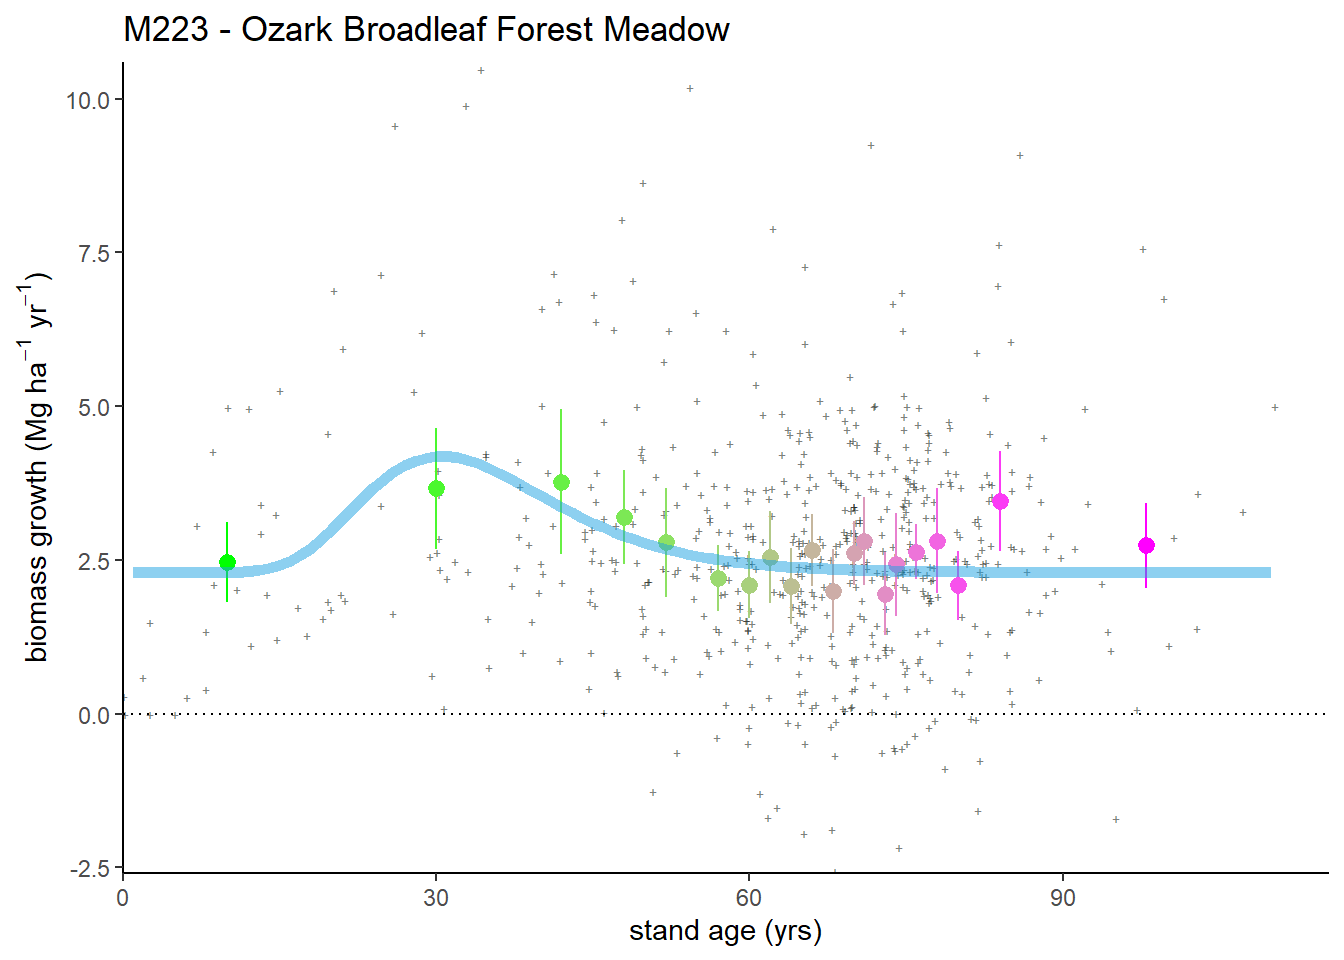 M223 - Ozark Broadleaf Forest Meadow
biomass growth (Mg ha⁻¹ yr⁻¹)
10.0
7.5
5.0
2.5
0.0
-2.5
0 30 60 90
stand age (yrs)